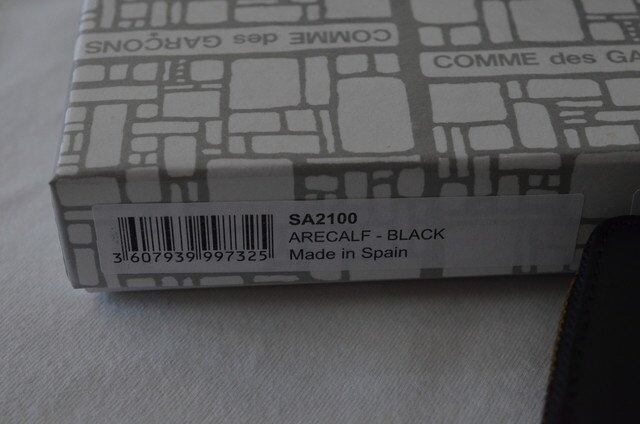 COMME des GARÇONS
COMME des GA
SA2100
ARECALF - BLACK
Made in Spain
3 607939 997325